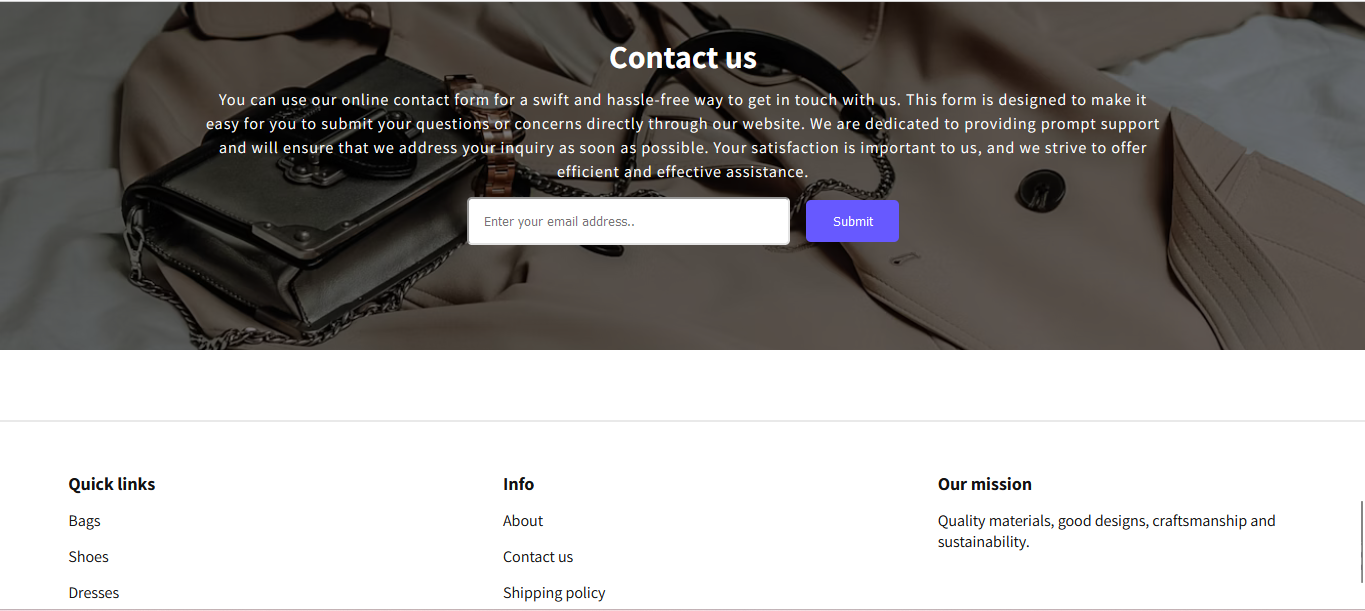 Contact us
You can use our online contact form for a swift and hassle-free way to get in touch with us. This form is designed to make it
easy for you to submit your questions or concerns directly through our website. We are dedicated to providing prompt support
and will ensure that we address your inquiry as soon as possible. Your satisfaction is important to us, and we strive to offer
efficient and effective assistance.
Enter your email address..
Submit
Quick links
Bags
Shoes
Dresses
Info
About
Contact us
Shipping policy
Our mission
Quality materials, good designs, craftsmanship and
sustainability.